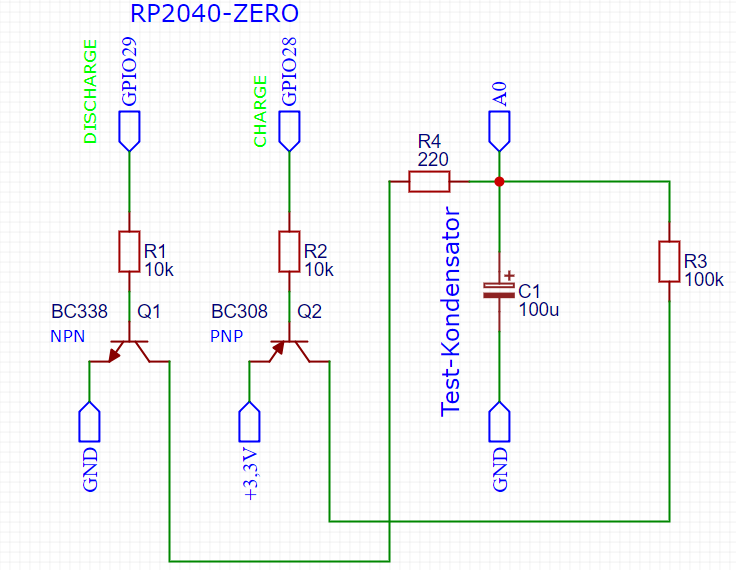 RP2040-ZERO
DISCHARGE
GPIO29
CHARGE
GPIO28
A0
R4
220
R1
10k
R2
10k
R3
100k
BC338
Q1
NPN
BC308
Q2
PNP
+
C1
100u
Test-Kondensator
GND
+3,3V
GND